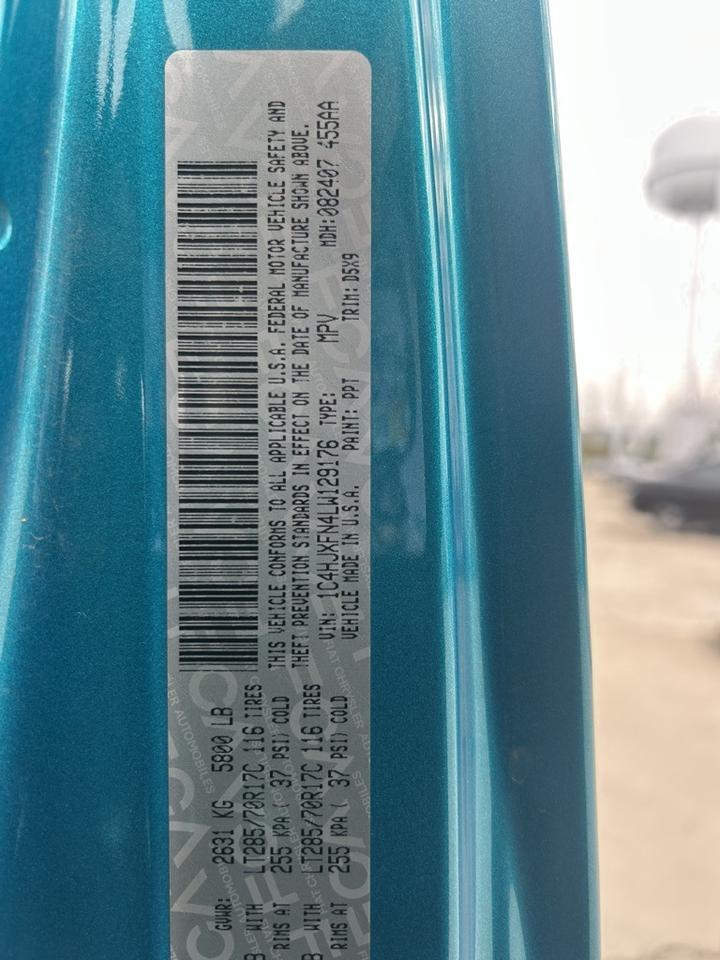 GVWR: 2631 KG 5800 LB
WITH LT285/70R17C 116 TIRES
RIMS AT 255 KPA ( 37 PSI) COLD
WITH LT285/70R17C 116 TIRES
RIMS AT 255 KPA ( 37 PSI) COLD
THIS VEHICLE CONFORMS TO ALL APPLICABLE U.S.A. FEDERAL MOTOR VEHICLE SAFETY AND
THEFT PREVENTION STANDARDS IN EFFECT ON THE DATE OF MANUFACTURE SHOWN ABOVE.
VIN: 1C4HJXFN4LW129176 TYPE: MPV MDH:082407 455AA
VEHICLE MADE IN U.S.A. PAINT: PPT TRIM: D5X9